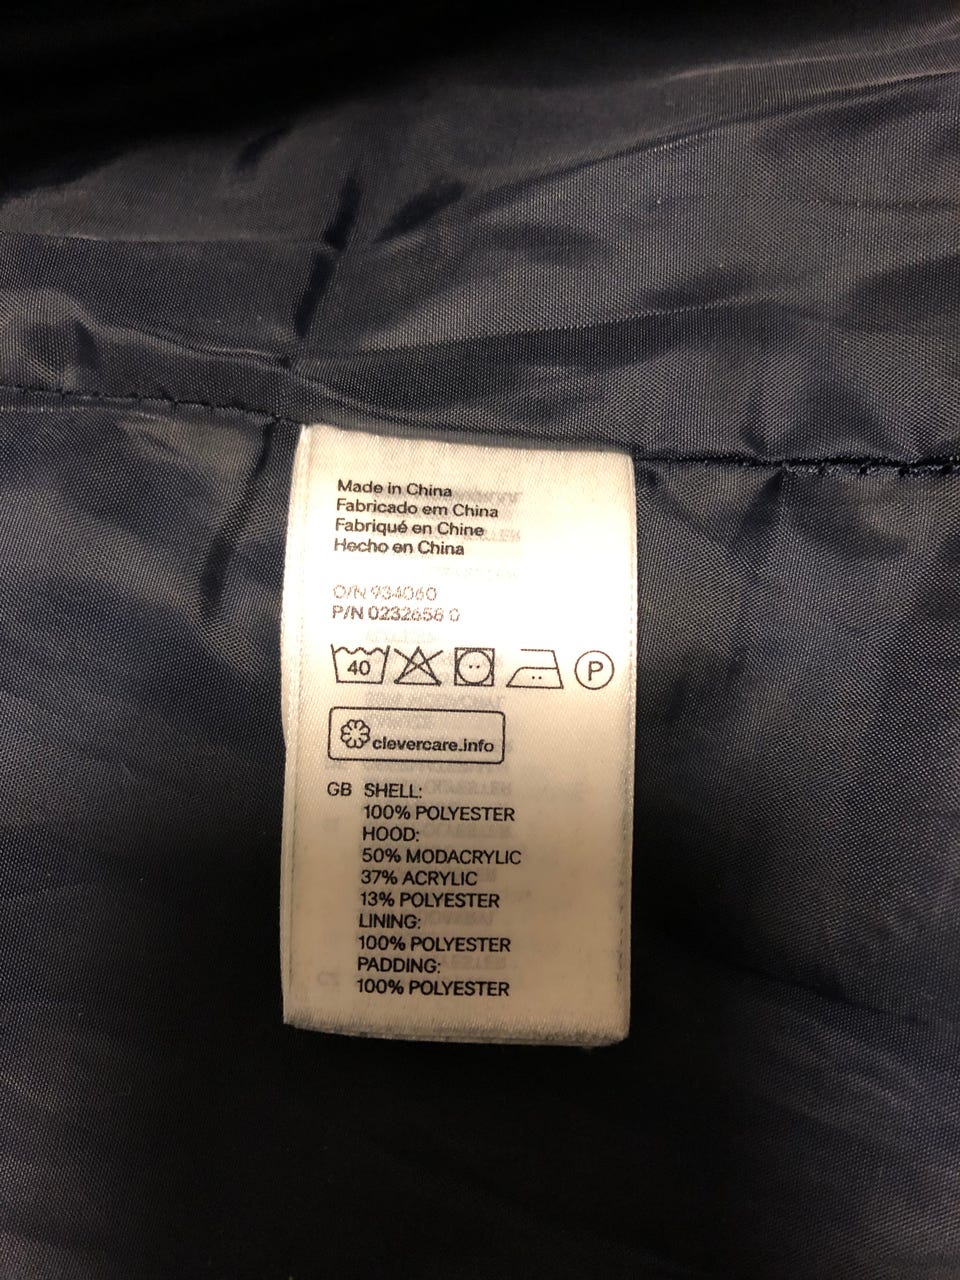 Made in China
Fabricado em China
Fabriqué en Chine
Hecho en China
O/N 934060
P/N 0232658 0
40
P
clevercare.info
GB SHELL:
100% POLYESTER
HOOD:
50% MODACRYLIC
37% ACRYLIC
13% POLYESTER
LINING:
100% POLYESTER
PADDING:
100% POLYESTER